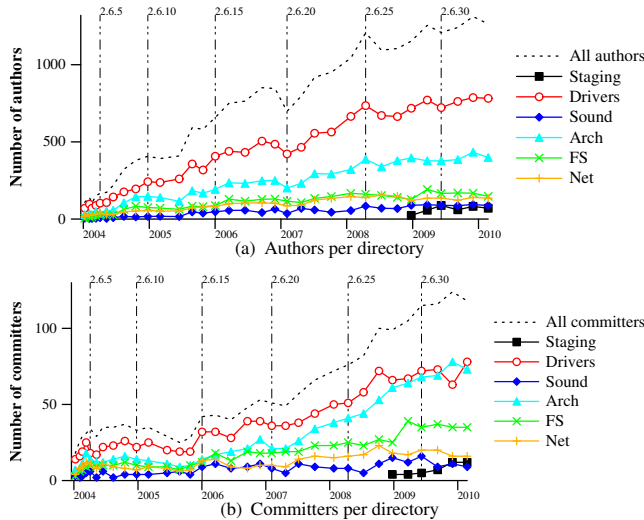 2.6.5 2.6.10 2.6.15 2.6.20 2.6.25 2.6.30
Number of authors
1000
500
0
2004 2005 2006 2007 2008 2009 2010
All authors
Staging
Drivers
Sound
Arch
FS
Net
(a) Authors per directory
2.6.5 2.6.10 2.6.15 2.6.20 2.6.25 2.6.30
Number of committers
100
50
0
2004 2005 2006 2007 2008 2009 2010
All committers
Staging
Drivers
Sound
Arch
FS
Net
(b) Committers per directory